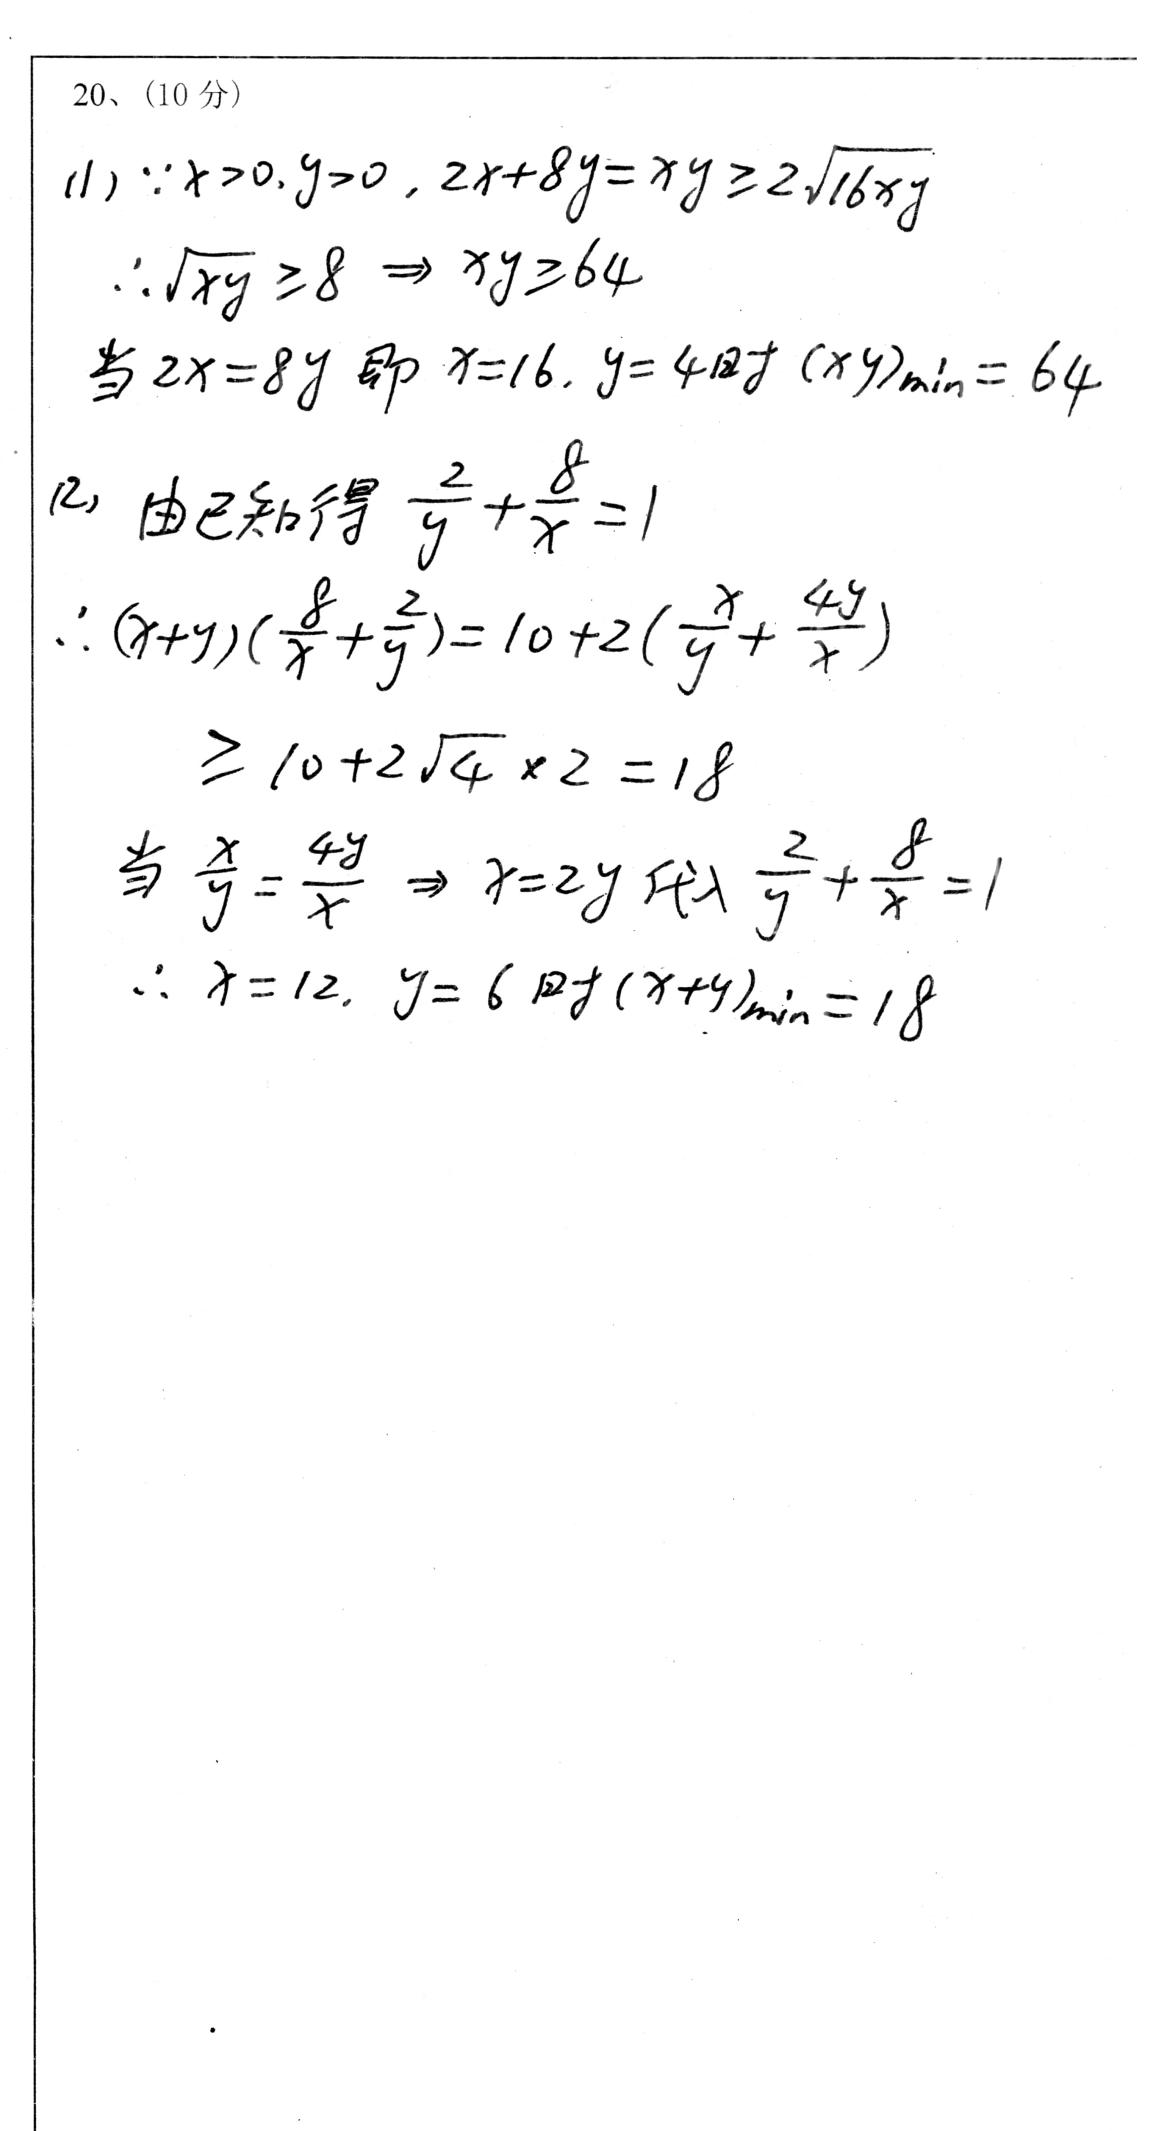 20、(10 分)
(1) ∵x>0, y>0, 2x+8y=xy≥2√(16xy)
∴√(xy)≥8 ⇒ xy≥64
当 2x=8y 即 x=16, y=4时 (xy)min=64
(2) 由已知得 2/y+8/x=1
∴(x+y)(8/x+2/y)=10+2(x/y+4y/x)
≥10+2√4×2=18
当 x/y=4y/x ⇒ x=2y 代入 2/y+8/x=1
∴ x=12, y=6时(x+y)min=18